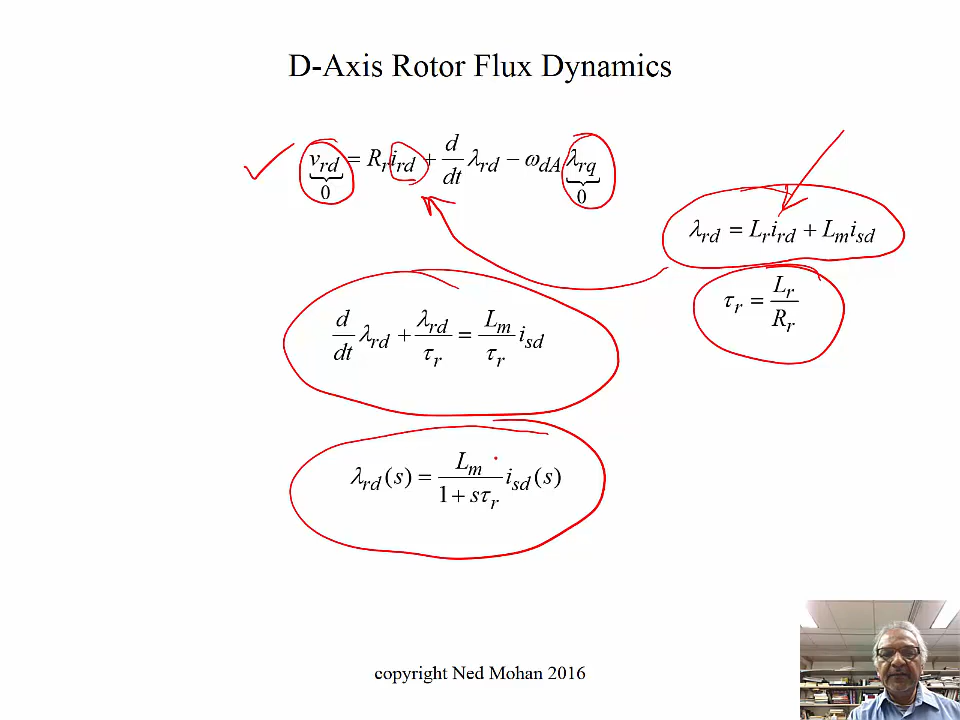 D-Axis Rotor Flux Dynamics
v_rd = R_r i_rd + d/dt λ_rd − ω_dA λ_rq
0 0
λ_rd = L_r i_rd + L_m i_sd
τ_r = L_r / R_r
d/dt λ_rd + λ_rd / τ_r = L_m / τ_r i_sd
λ_rd(s) = L_m / (1 + sτ_r) i_sd(s)
copyright Ned Mohan 2016